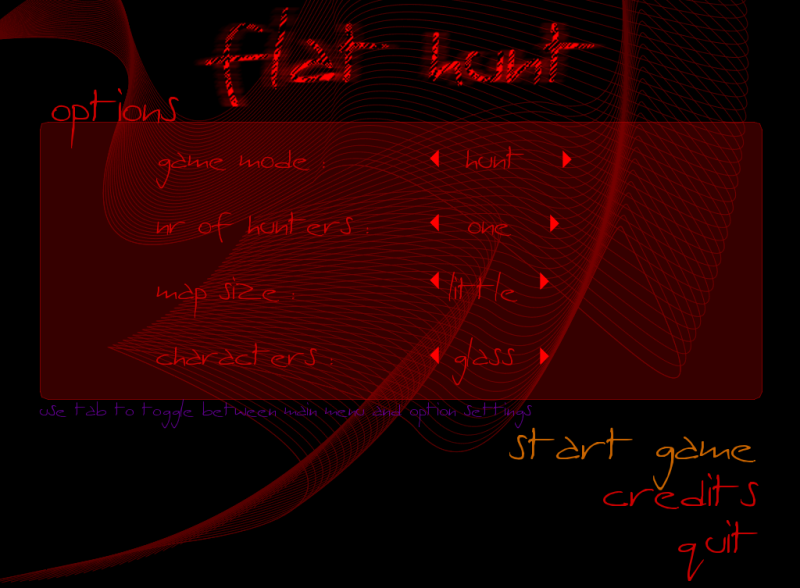 flat hunt
options
game mode : hunt
nr of hunters : one
map size : little
characters : glass
use tab to toggle between main menu and option settings
start game
credits
quit